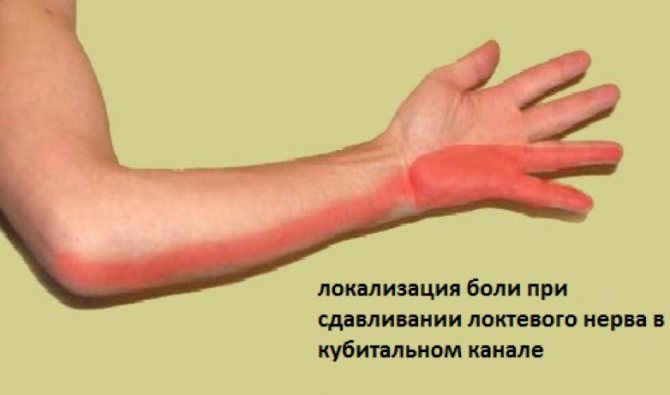 локализация боли при
сдавливании локтевого нерва в
кубитальном канале